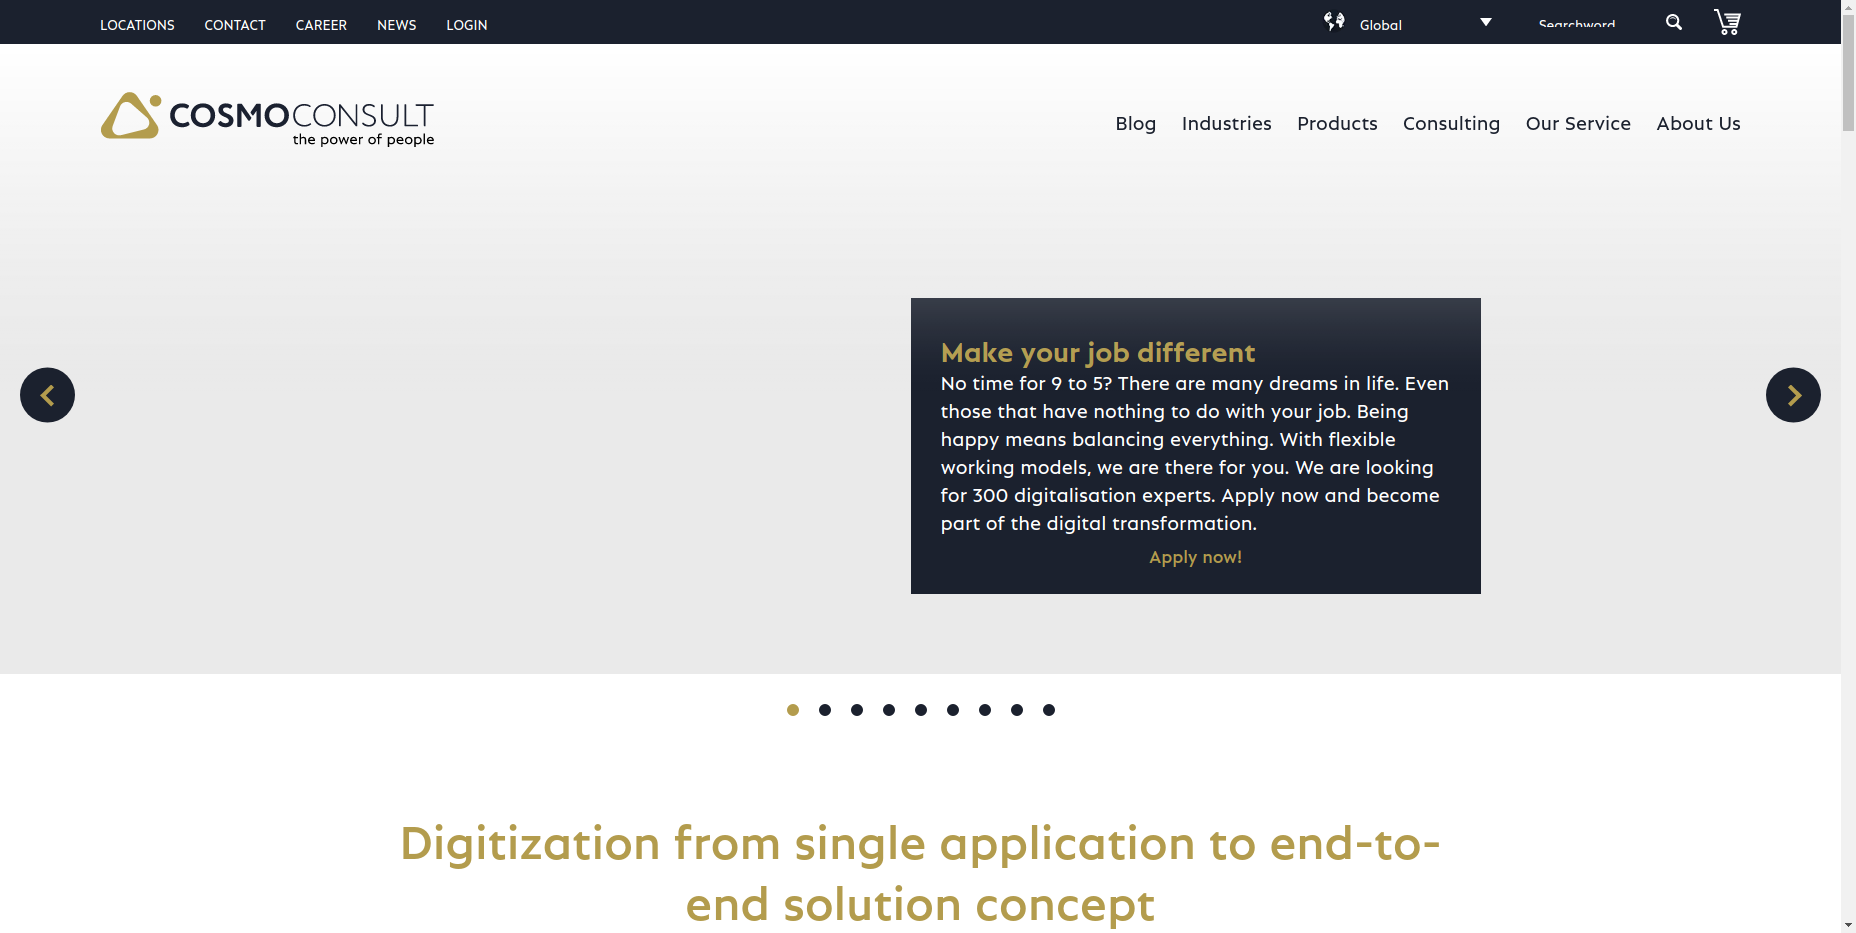 LOCATIONS CONTACT CAREER NEWS LOGIN Global Searchword
COSMOCONSULT
the power of people
Blog Industries Products Consulting Our Service About Us
Make your job different
No time for 9 to 5? There are many dreams in life. Even
those that have nothing to do with your job. Being
happy means balancing everything. With flexible
working models, we are there for you. We are looking
for 300 digitalisation experts. Apply now and become
part of the digital transformation.
Apply now!
Digitization from single application to end-to-
end solution concept